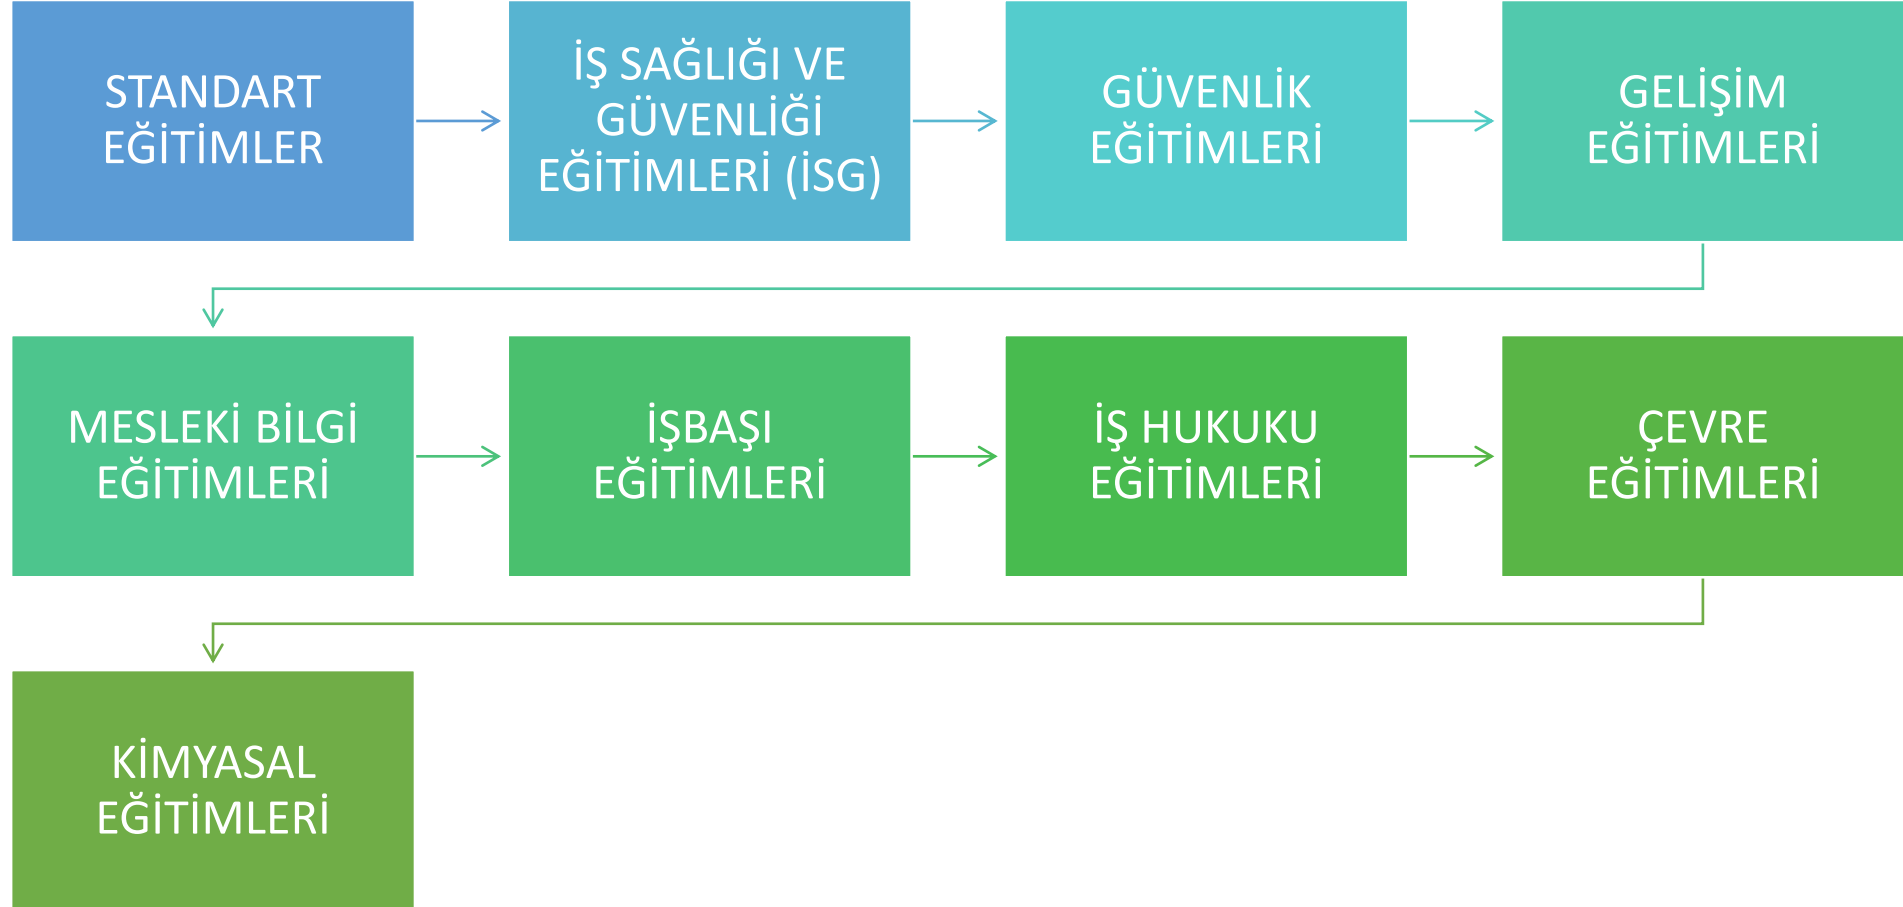 STANDART
EĞİTİMLER
İŞ SAĞLIĞI VE
GÜVENLİĞİ
EĞİTİMLERİ (İSG)
GÜVENLİK
EĞİTİMLERİ
GELİŞİM
EĞİTİMLERİ
MESLEKİ BİLGİ
EĞİTİMLERİ
İŞBAŞI
EĞİTİMLERİ
İŞ HUKUKU
EĞİTİMLERİ
ÇEVRE
EĞİTİMLERİ
KİMYASAL
EĞİTİMLERİ